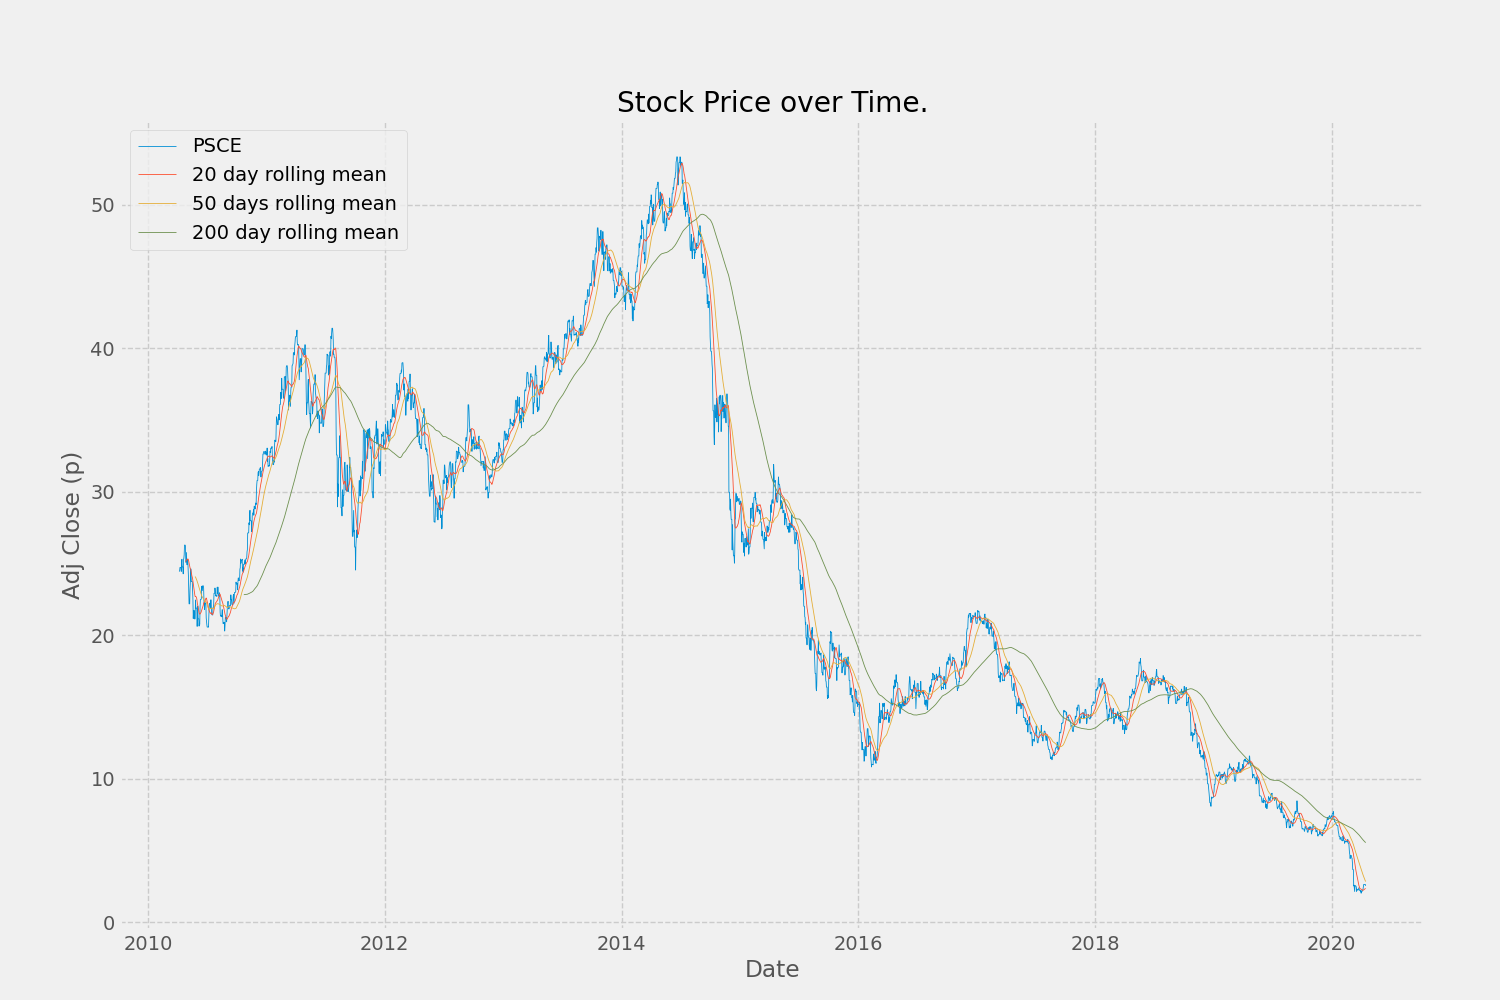 Stock Price over Time.
PSCE
20 day rolling mean
50 days rolling mean
200 day rolling mean
Adj Close (p)
50
40
30
20
10
0
2010 2012 2014 2016 2018 2020
Date